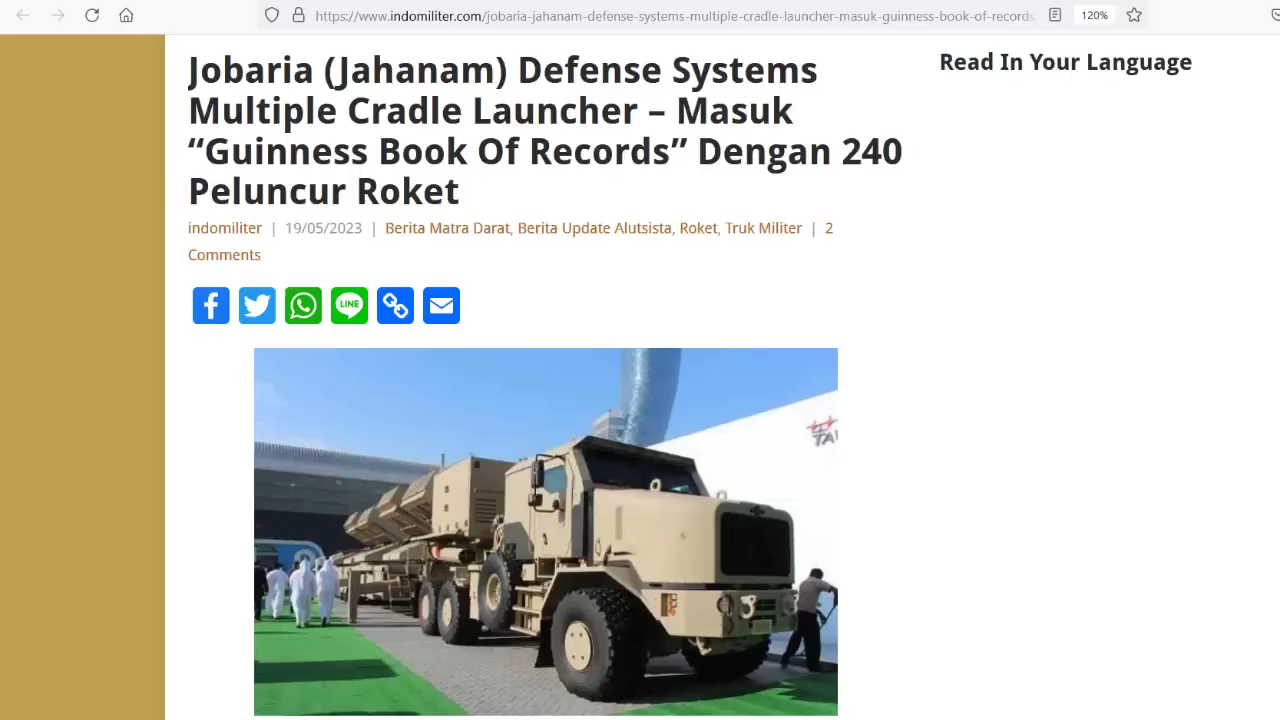 https://www.indomiliter.com/jobaria-jahanam-defense-systems-multiple-cradle-launcher-masuk-guinness-book-of-records
120%
Jobaria (Jahanam) Defense Systems
Multiple Cradle Launcher – Masuk
“Guinness Book Of Records” Dengan 240
Peluncur Roket
Read In Your Language
indomiliter | 19/05/2023 | Berita Matra Darat, Berita Update Alutsista, Roket, Truk Militer | 2
Comments
LINE